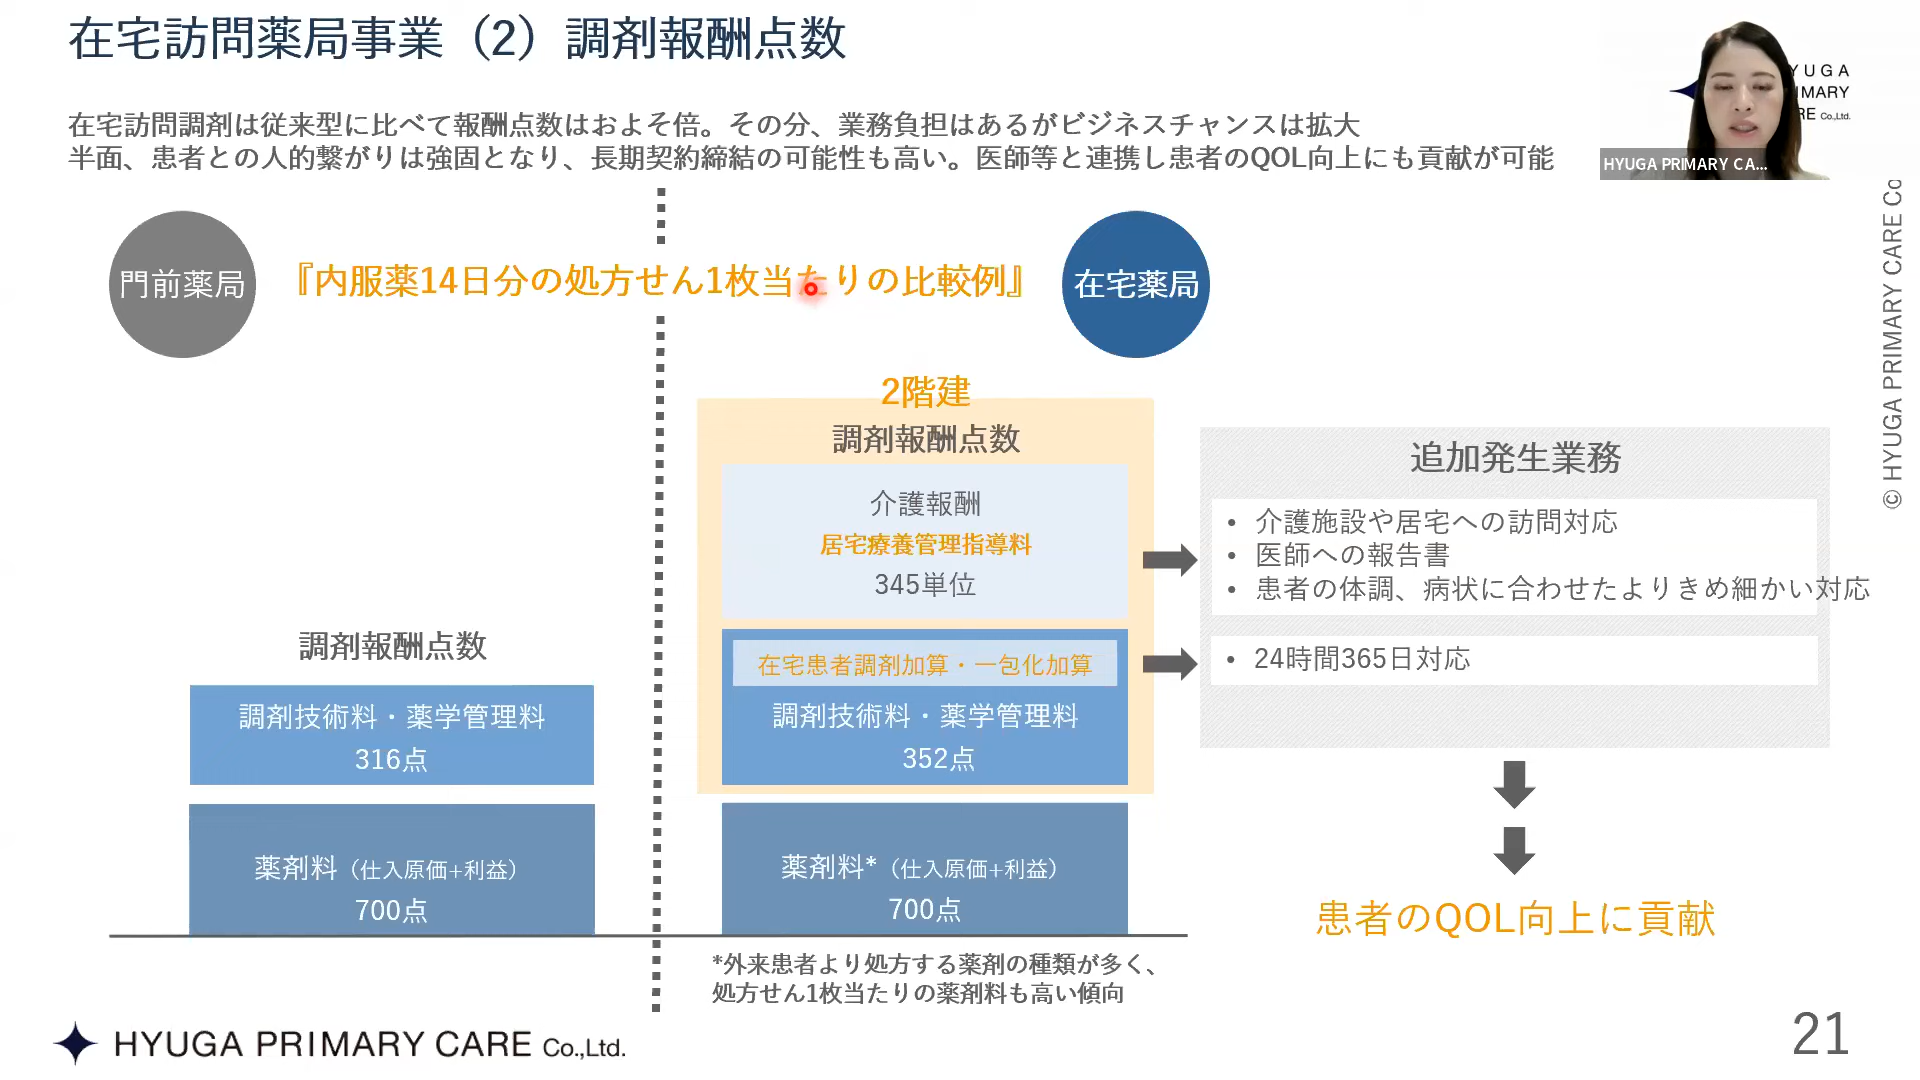 在宅訪問薬局事業（2）調剤報酬点数
在宅訪問調剤は従来型に比べて報酬点数はおよそ倍。その分、業務負担はあるがビジネスチャンスは拡大
半面、患者との人的繋がりは強固となり、長期契約締結の可能性も高い。医師等と連携し患者のQOL向上にも貢献が可能
YUGA
IMARY
RE Co.,Ltd.
HYUGA PRIMARY CA...
© HYUGA PRIMARY CARE Co
門前薬局
『内服薬14日分の処方せん1枚当たりの比較例』
在宅薬局
調剤報酬点数
調剤技術料・薬学管理料
316点
薬剤料（仕入原価+利益）
700点
2階建
調剤報酬点数
介護報酬
居宅療養管理指導料
345単位
在宅患者調剤加算・一包化加算
調剤技術料・薬学管理料
352点
薬剤料*（仕入原価+利益）
700点
*外来患者より処方する薬剤の種類が多く、
処方せん1枚当たりの薬剤料も高い傾向
追加発生業務
• 介護施設や居宅への訪問対応
• 医師への報告書
• 患者の体調、病状に合わせたよりきめ細かい対応
• 24時間365日対応
患者のQOL向上に貢献
HYUGA PRIMARY CARE Co.,Ltd.
21